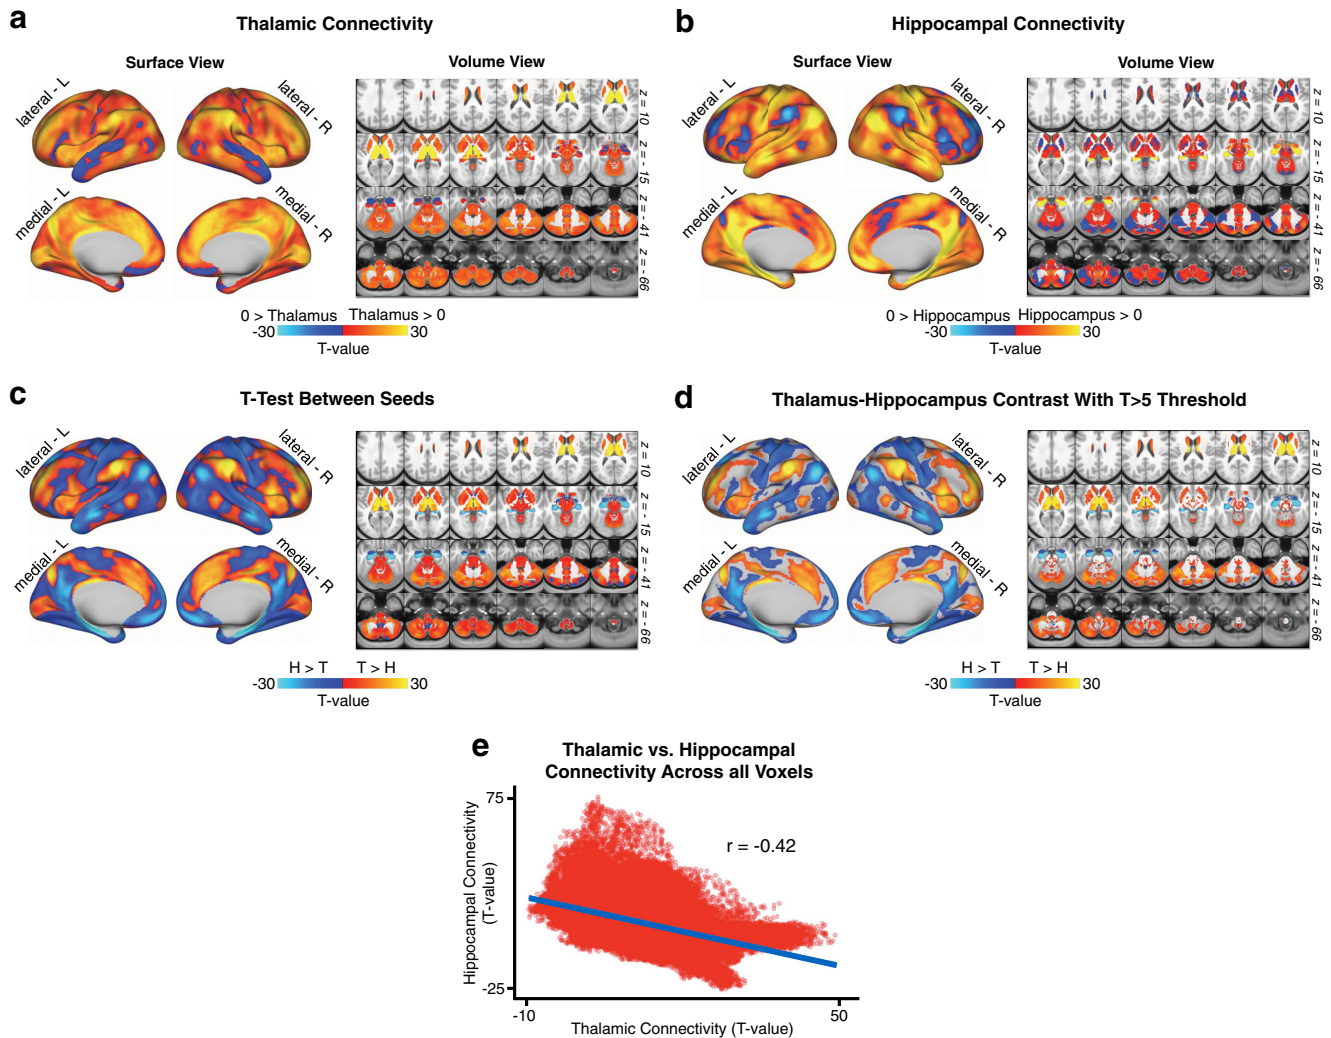 a
Thalamic Connectivity
Surface View
Volume View
lateral - L
lateral - R
medial - L
medial - R
z = 10
z = - 15
z = - 41
z = - 66
0 > Thalamus Thalamus > 0
-30 30
T-value
b
Hippocampal Connectivity
Surface View
Volume View
lateral - L
lateral - R
medial - L
medial - R
z = 10
z = - 15
z = - 41
z = - 66
0 > Hippocampus Hippocampus > 0
-30 30
T-value
c
T-Test Between Seeds
lateral - L
lateral - R
medial - L
medial - R
z = 10
z = - 15
z = - 41
z = - 66
H > T T > H
-30 30
T-value
d
Thalamus-Hippocampus Contrast With T>5 Threshold
lateral - L
lateral - R
medial - L
medial - R
z = 10
z = - 15
z = - 41
z = - 66
H > T T > H
-30 30
T-value
e
Thalamic vs. Hippocampal
Connectivity Across all Voxels
75
Hippocampal Connectivity
(T-value)
r = -0.42
-25
-10 50
Thalamic Connectivity (T-value)